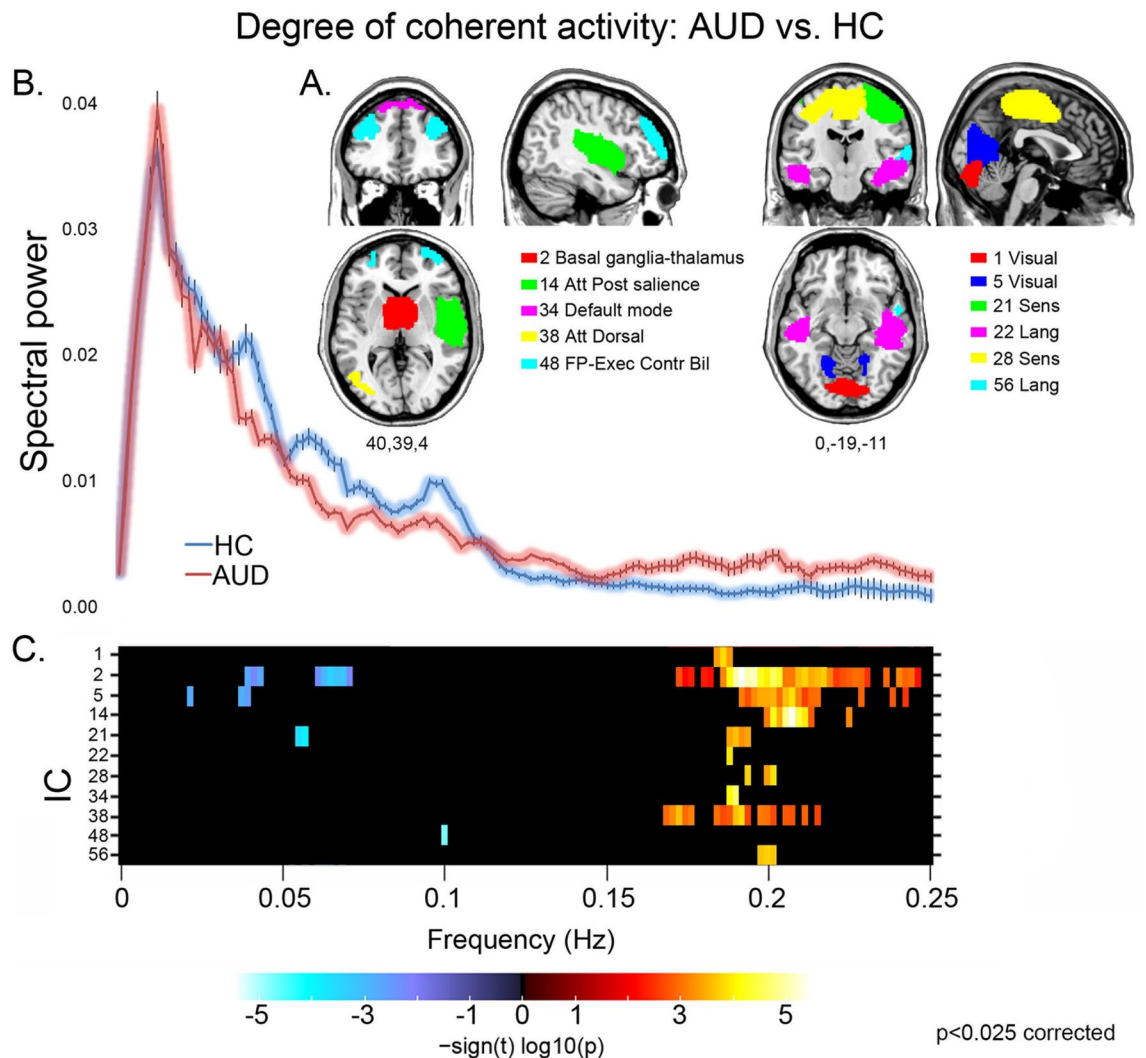 Degree of coherent activity: AUD vs. HC
B.
A.
0.04
0.03
0.02
0.01
0.00
Spectral power
2 Basal ganglia-thalamus
14 Att Post salience
34 Default mode
38 Att Dorsal
48 FP-Exec Contr Bil
40,39,4
1 Visual
5 Visual
21 Sens
22 Lang
28 Sens
56 Lang
0,-19,-11
HC
AUD
C.
IC
1
2
5
14
21
22
28
34
38
48
56
0 0.05 0.1 0.15 0.2 0.25
Frequency (Hz)
-5 -3 -1 0 1 3 5
−sign(t) log10(p)
p<0.025 corrected